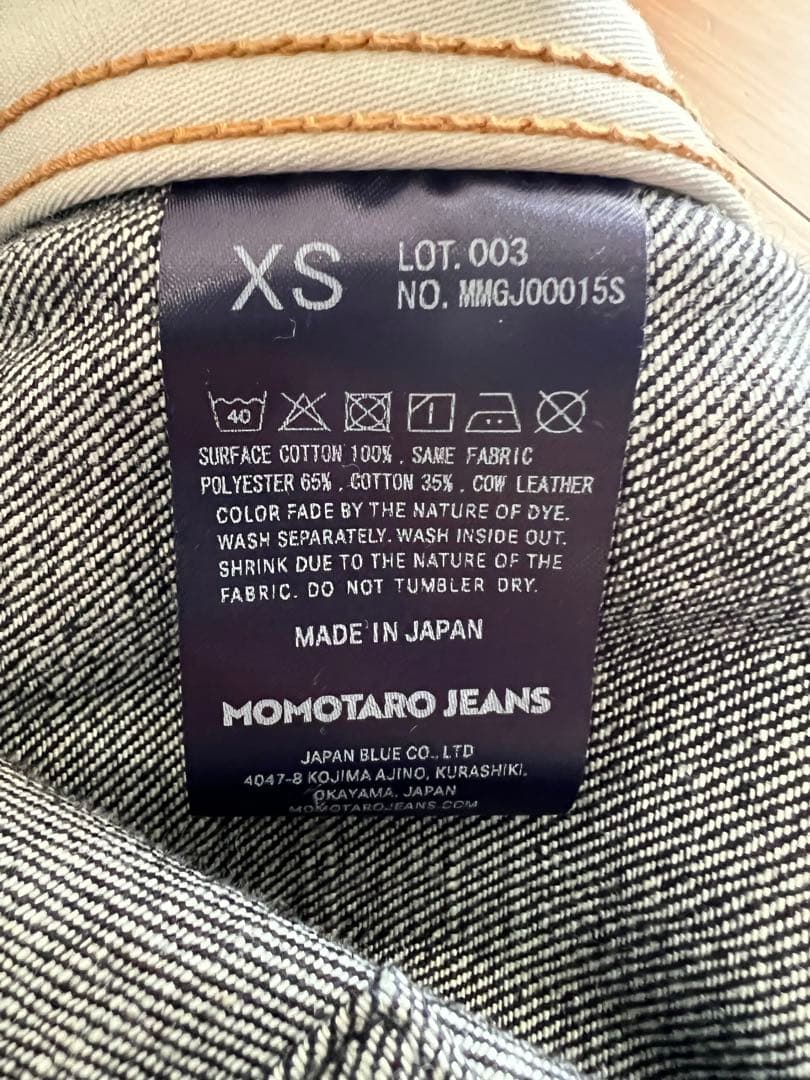 XS
LOT. 003
NO. MMGJ00015S
40
SURFACE COTTON 100% . SAME FABRIC
POLYESTER 65% . COTTON 35% . COW LEATHER
COLOR FADE BY THE NATURE OF DYE.
WASH SEPARATELY. WASH INSIDE OUT.
SHRINK DUE TO THE NATURE OF THE
FABRIC. DO NOT TUMBLER DRY.
MADE IN JAPAN
MOMOTARO JEANS
JAPAN BLUE CO., LTD
4047-8 KOJIMA AJINO, KURASHIKI,
OKAYAMA, JAPAN
MOMOTAROJEANS.COM